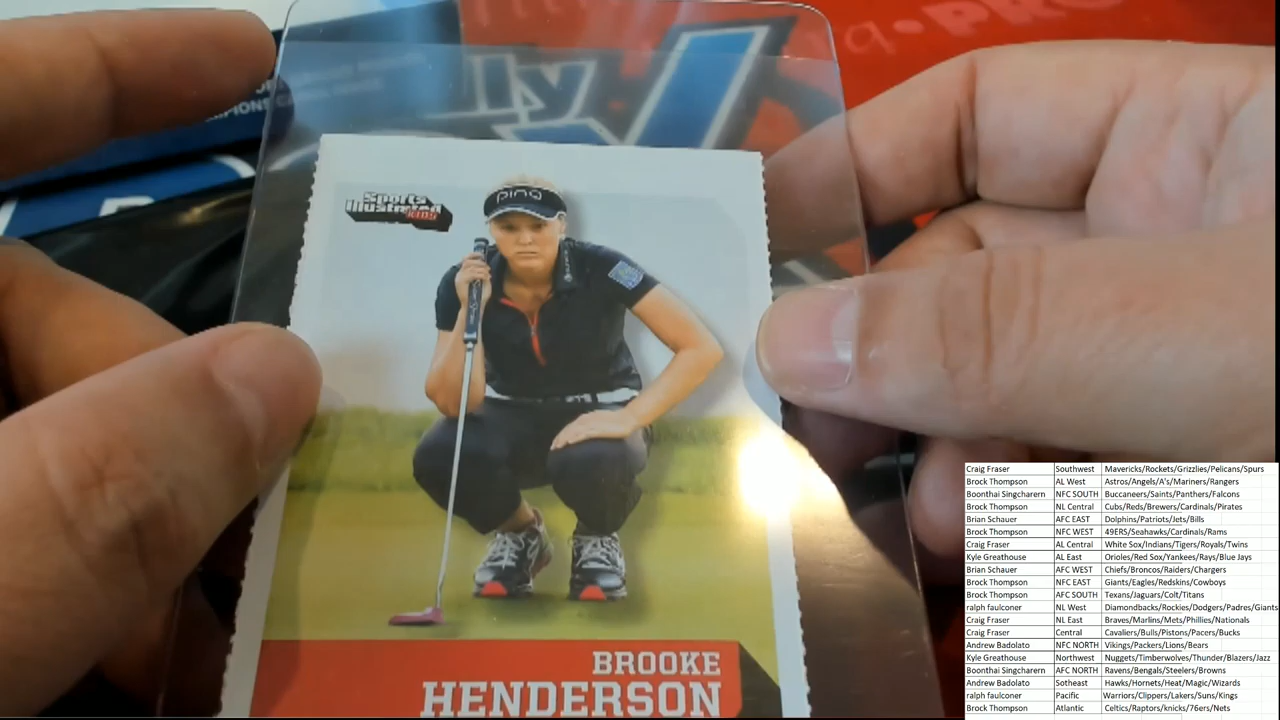 lly
PIONS
Sports
Illustrated
KIDS
ping
BROOKE
HENDERSON
Craig Fraser Southwest Mavericks/Rockets/Grizzlies/Pelicans/Spurs
Brock Thompson AL West Astros/Angels/A's/Mariners/Rangers
Boonthai Singcharern NFC SOUTH Buccaneers/Saints/Panthers/Falcons
Brock Thompson NL Central Cubs/Reds/Brewers/Cardinals/Pirates
Brian Schauer AFC EAST Dolphins/Patriots/Jets/Bills
Brock Thompson NFC WEST 49ERS/Seahawks/Cardinals/Rams
Craig Fraser AL Central White Sox/Indians/Tigers/Royals/Twins
Kyle Greathouse AL East Orioles/Red Sox/Yankees/Rays/Blue Jays
Brian Schauer AFC WEST Chiefs/Broncos/Raiders/Chargers
Brock Thompson NFC EAST Giants/Eagles/Redskins/Cowboys
Brock Thompson AFC SOUTH Texans/Jaguars/Colt/Titans
ralph faulconer NL West Diamondbacks/Rockies/Dodgers/Padres/Giants
Craig Fraser NL East Braves/Marlins/Mets/Phillies/Nationals
Craig Fraser Central Cavaliers/Bulls/Pistons/Pacers/Bucks
Andrew Badolato NFC NORTH Vikings/Packers/Lions/Bears
Kyle Greathouse Northwest Nuggets/Timberwolves/Thunder/Blazers/Jazz
Boonthai Singcharern AFC NORTH Ravens/Bengals/Steelers/Browns
Andrew Badolato Sotheast Hawks/Hornets/Heat/Magic/Wizards
ralph faulconer Pacific Warriors/Clippers/Lakers/Suns/Kings
Brock Thompson Atlantic Celtics/Raptors/knicks/76ers/Nets